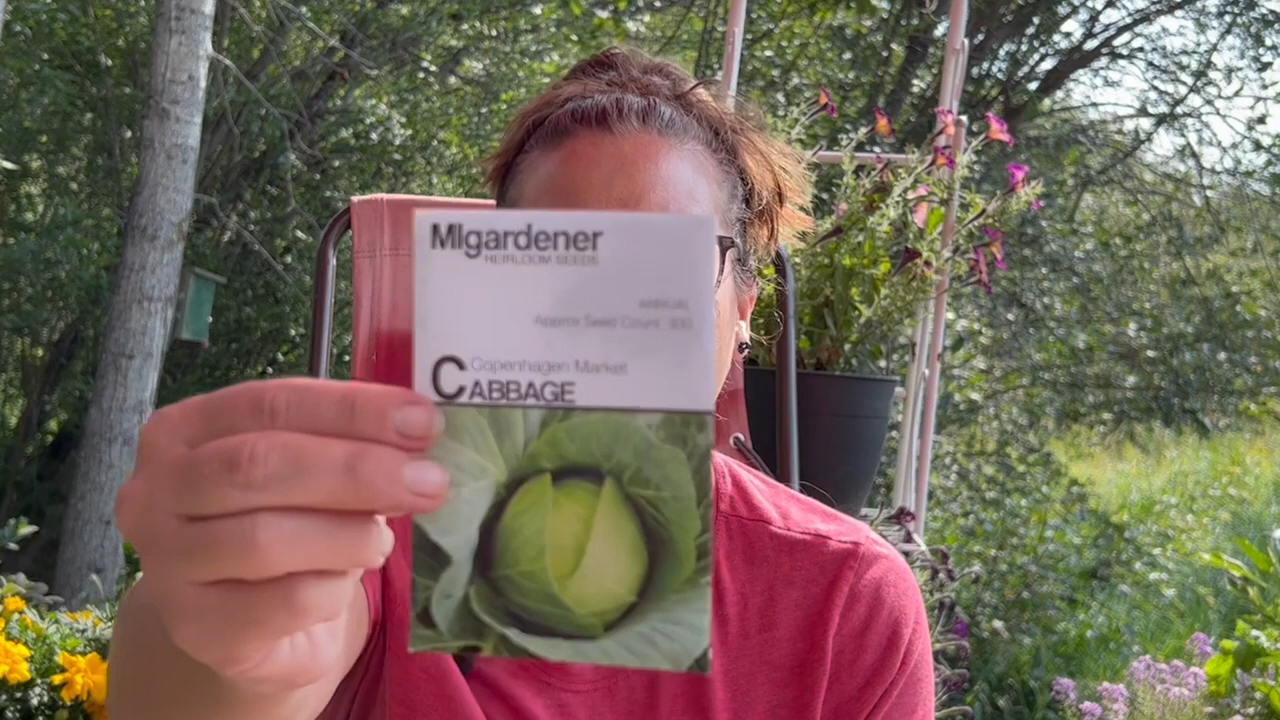 MIgardener
HEIRLOOM SEEDS
ANNUAL
Approx Seed Count:
Copenhagen Market
CABBAGE